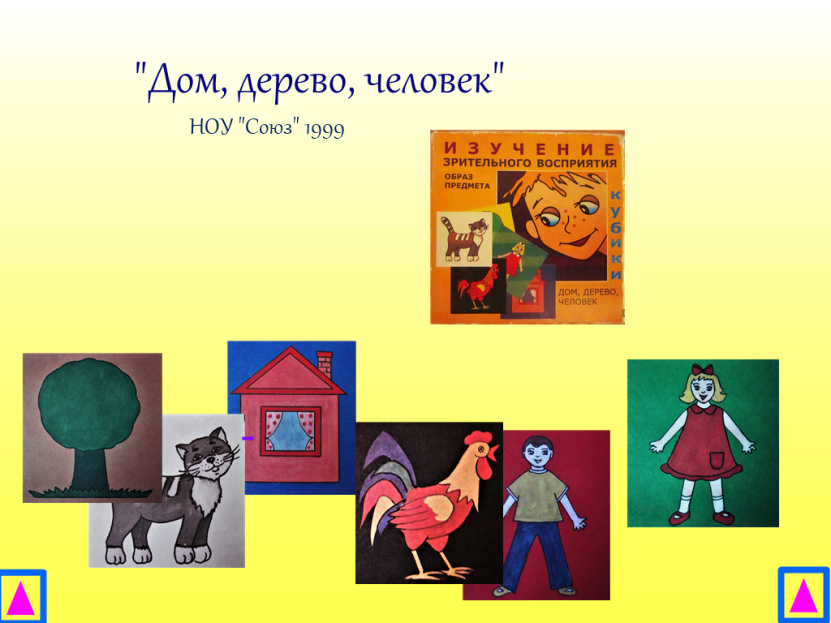 "Дом, дерево, человек"
НОУ "Союз" 1999
ИЗУЧЕНИЕ
ЗРИТЕЛЬНОГО ВОСПРИЯТИЯ
ОБРАЗ
ПРЕДМЕТА
кубики
ДОМ, ДЕРЕВО,
ЧЕЛОВЕК